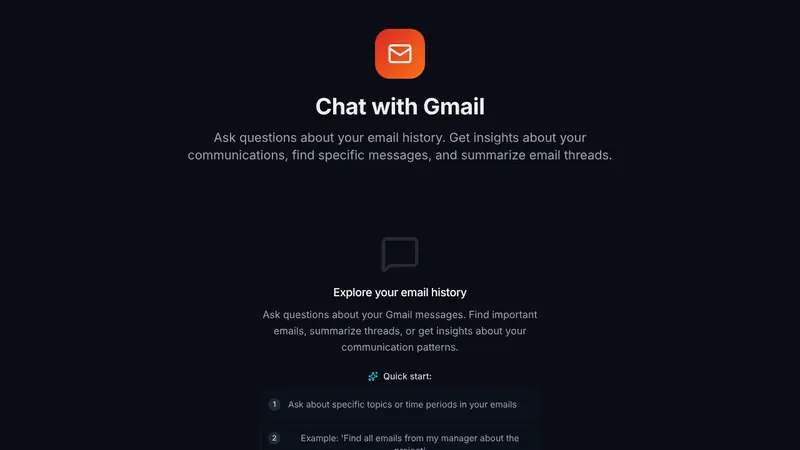 Chat with Gmail
Ask questions about your email history. Get insights about your
communications, find specific messages, and summarize email threads.
Explore your email history
Ask questions about your Gmail messages. Find important
emails, summarize threads, or get insights about your
communication patterns.
Quick start:
1 Ask about specific topics or time periods in your emails
2 Example: 'Find all emails from my manager about the
project'